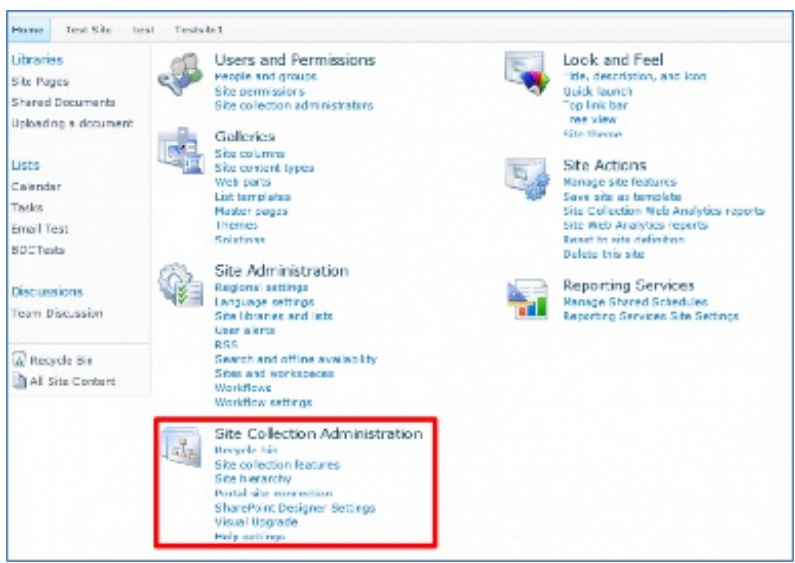 Home Test Site test Testsite1
Libraries
Site Pages
Shared Documents
Uploading a document
Lists
Calendar
Tasks
Email Test
BDCTests
Discussions
Team Discussion
Recycle Bin
All Site Content
Users and Permissions
People and groups
Site permissions
Site collection administrators
Galleries
Site columns
Site content types
Web parts
List templates
Master pages
Themes
Solutions
Site Administration
Regional settings
Language settings
Site libraries and lists
User alerts
RSS
Search and offline availability
Sites and workspaces
Workflows
Workflow settings
Site Collection Administration
Recycle bin
Site collection features
Site hierarchy
Portal site connection
SharePoint Designer Settings
Visual Upgrade
Help settings
Look and Feel
Title, description, and icon
Quick launch
Top link bar
Tree view
Site theme
Site Actions
Manage site features
Save site as template
Site Collection Web Analytics reports
Site Web Analytics reports
Reset to site definition
Delete this site
Reporting Services
Manage Shared Schedules
Reporting Services Site Settings